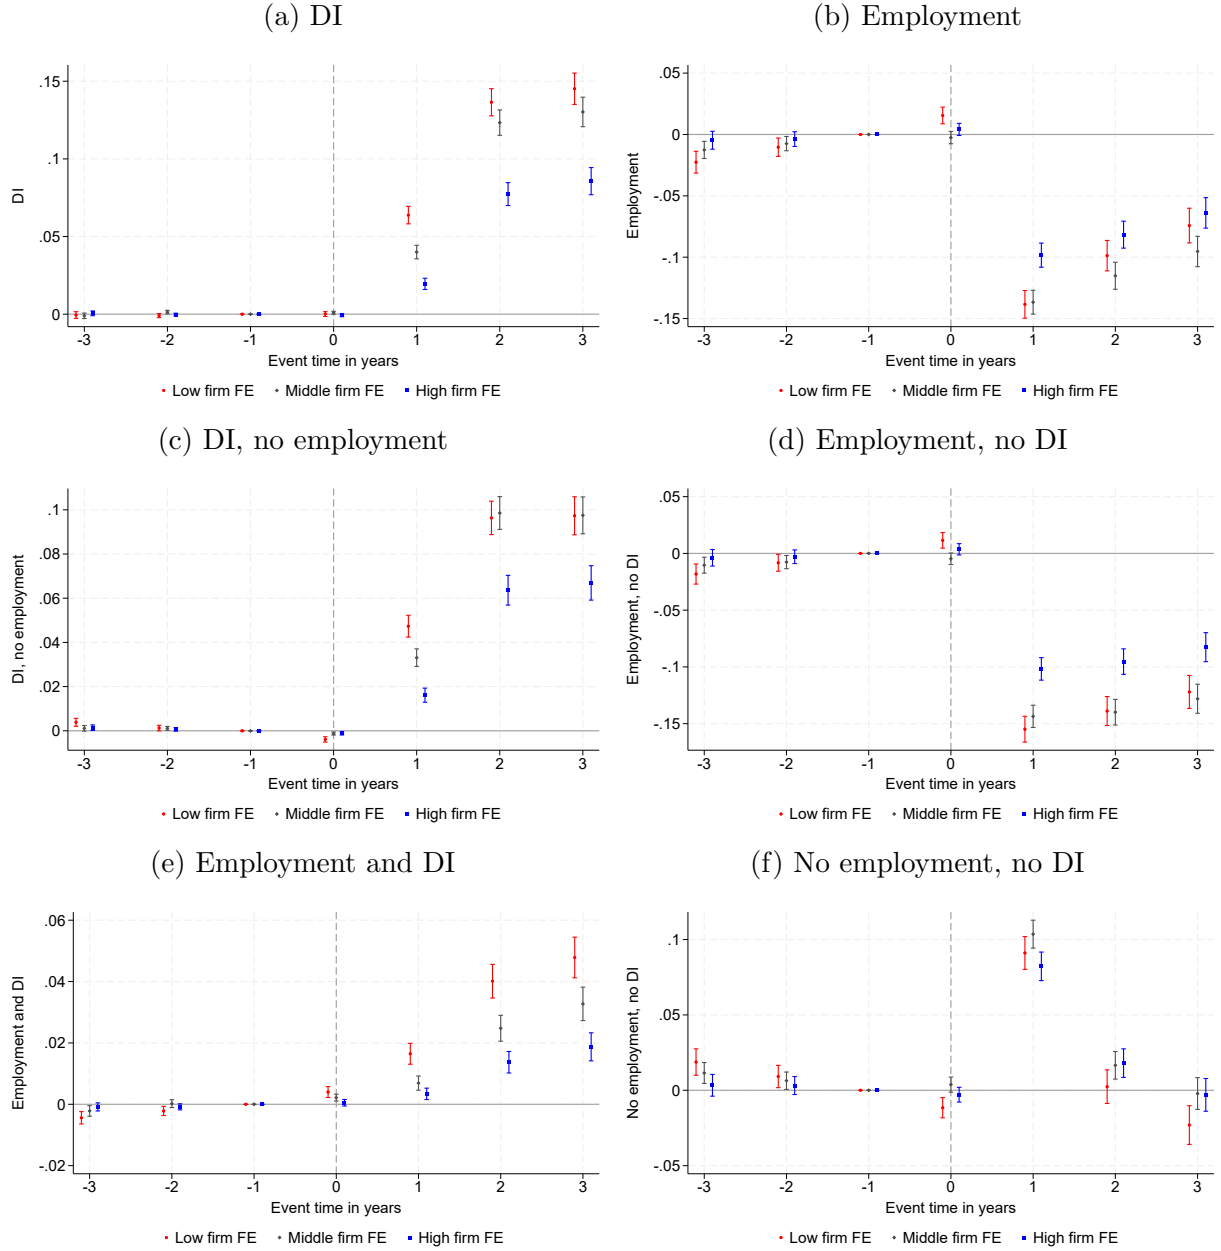 (a) DI
.15
.1
.05
0
DI
-3 -2 -1 0 1 2 3
Event time in years
Low firm FE Middle firm FE High firm FE
(b) Employment
.05
0
-.05
-.1
-.15
Employment
-3 -2 -1 0 1 2 3
Event time in years
Low firm FE Middle firm FE High firm FE
(c) DI, no employment
.1
.08
.06
.04
.02
0
DI, no employment
-3 -2 -1 0 1 2 3
Event time in years
Low firm FE Middle firm FE High firm FE
(d) Employment, no DI
.05
0
-.05
-.1
-.15
Employment, no DI
-3 -2 -1 0 1 2 3
Event time in years
Low firm FE Middle firm FE High firm FE
(e) Employment and DI
.06
.04
.02
0
-.02
Employment and DI
-3 -2 -1 0 1 2 3
Event time in years
Low firm FE Middle firm FE High firm FE
(f) No employment, no DI
.1
.05
0
-.05
No employment, no DI
-3 -2 -1 0 1 2 3
Event time in years
Low firm FE Middle firm FE High firm FE